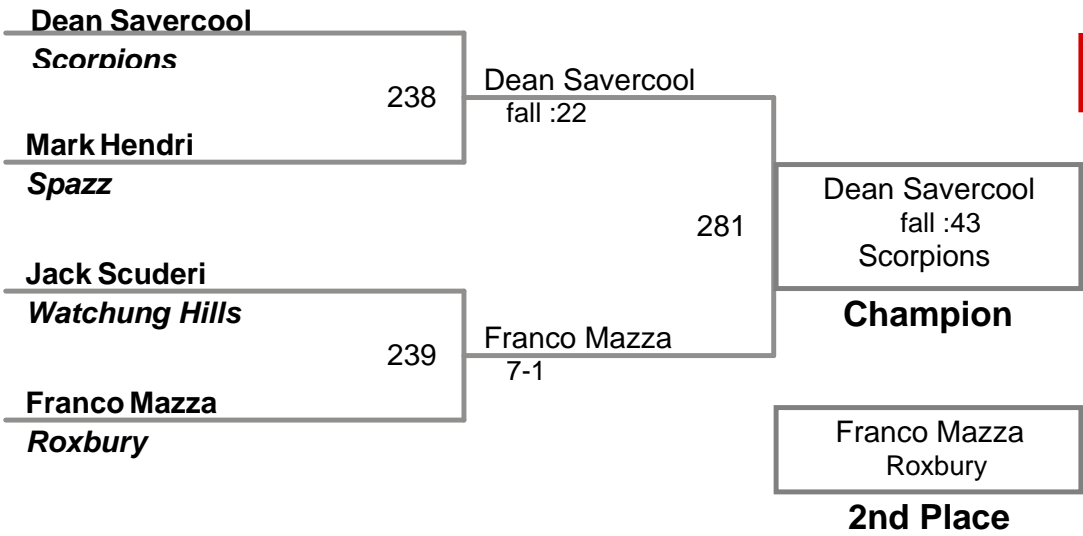 Dean Savercool
Scorpions
238
Dean Savercool
fall :22
Mark Hendri
Spazz
281
Dean Savercool
fall :43
Scorpions
Champion
Jack Scuderi
Watchung Hills
239
Franco Mazza
7-1
Franco Mazza
Roxbury
Franco Mazza
Roxbury
2nd Place